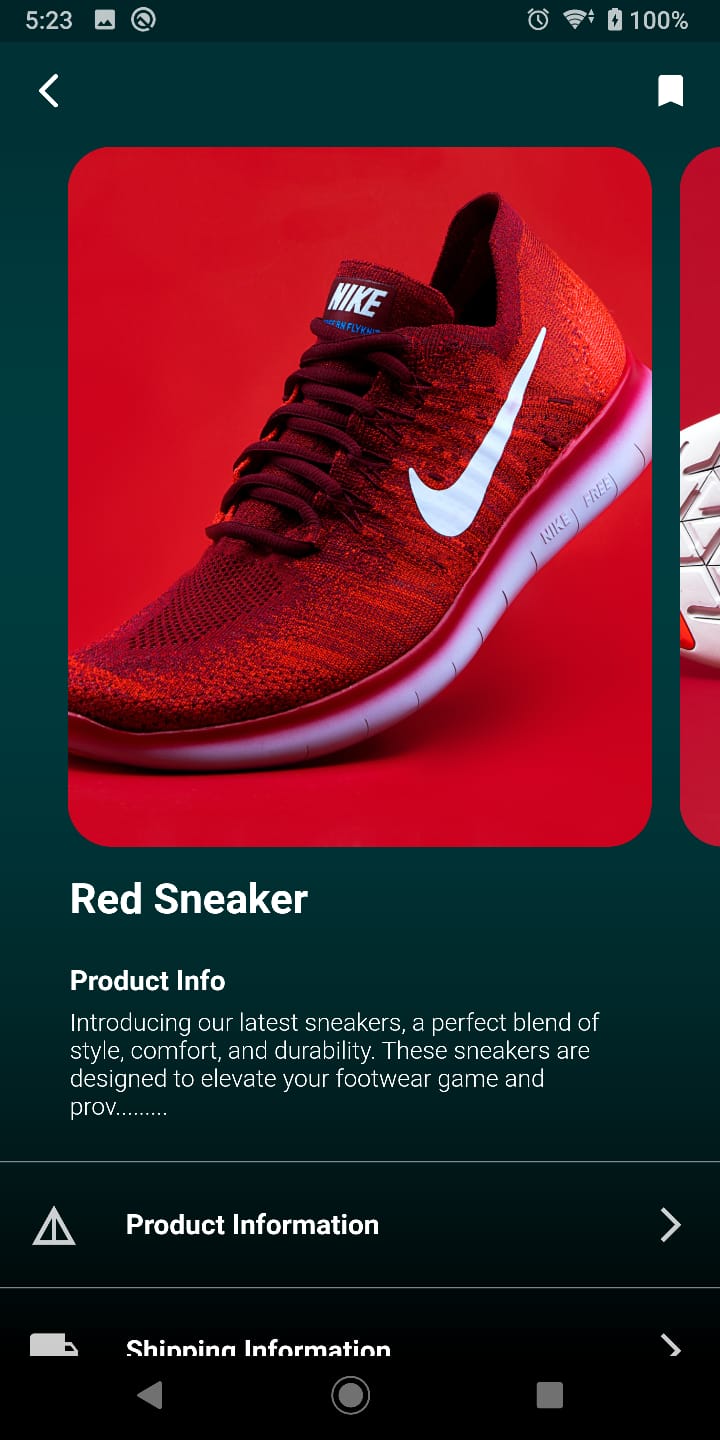 5:23
100%
NIKE
NIKE FREE
Red Sneaker
Product Info
Introducing our latest sneakers, a perfect blend of
style, comfort, and durability. These sneakers are
designed to elevate your footwear game and
prov.........
Product Information
Shipping Information